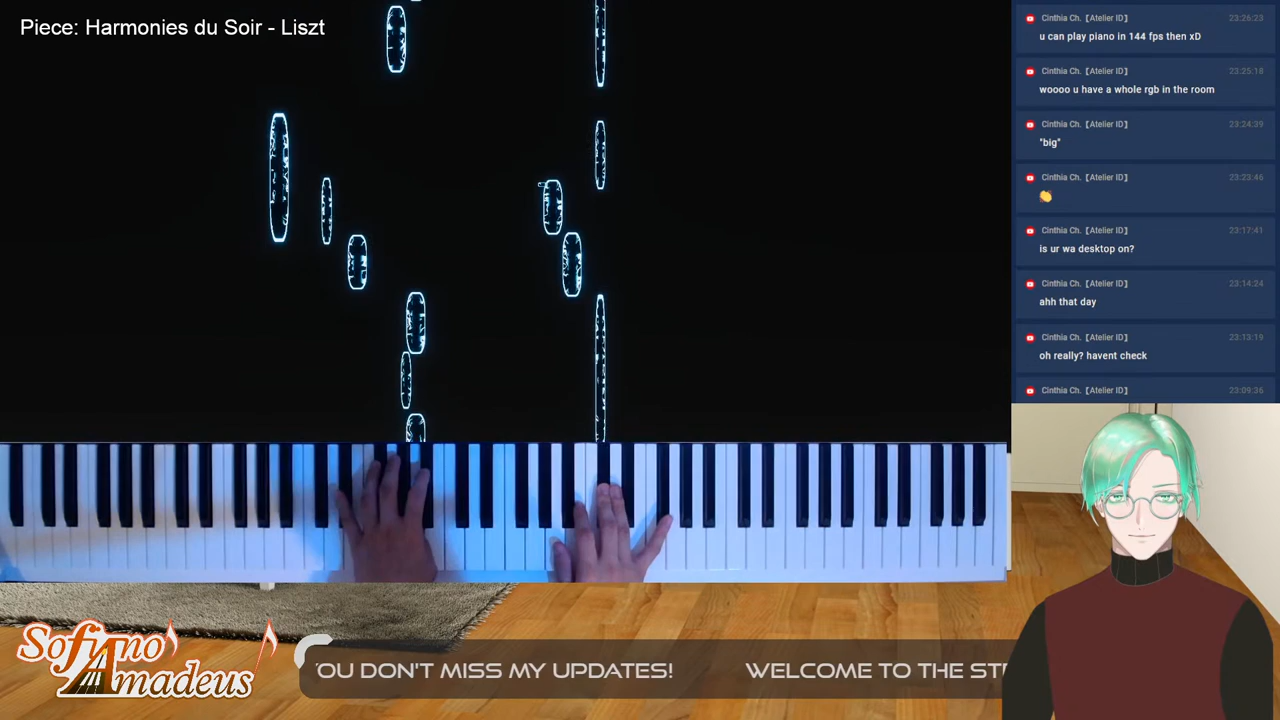 Piece: Harmonies du Soir - Liszt
Cinthia Ch.【Atelier ID】 23:26:23
u can play piano in 144 fps then xD
Cinthia Ch.【Atelier ID】 23:25:18
woooo u have a whole rgb in the room
Cinthia Ch.【Atelier ID】 23:24:39
"big"
Cinthia Ch.【Atelier ID】 23:23:46
👏
Cinthia Ch.【Atelier ID】 23:17:41
is ur wa desktop on?
Cinthia Ch.【Atelier ID】 23:14:24
ahh that day
Cinthia Ch.【Atelier ID】 23:13:19
oh really? havent check
Cinthia Ch.【Atelier ID】 23:09:36
Sofiano
Amadeus
OU DON'T MISS MY UPDATES! WELCOME TO THE ST